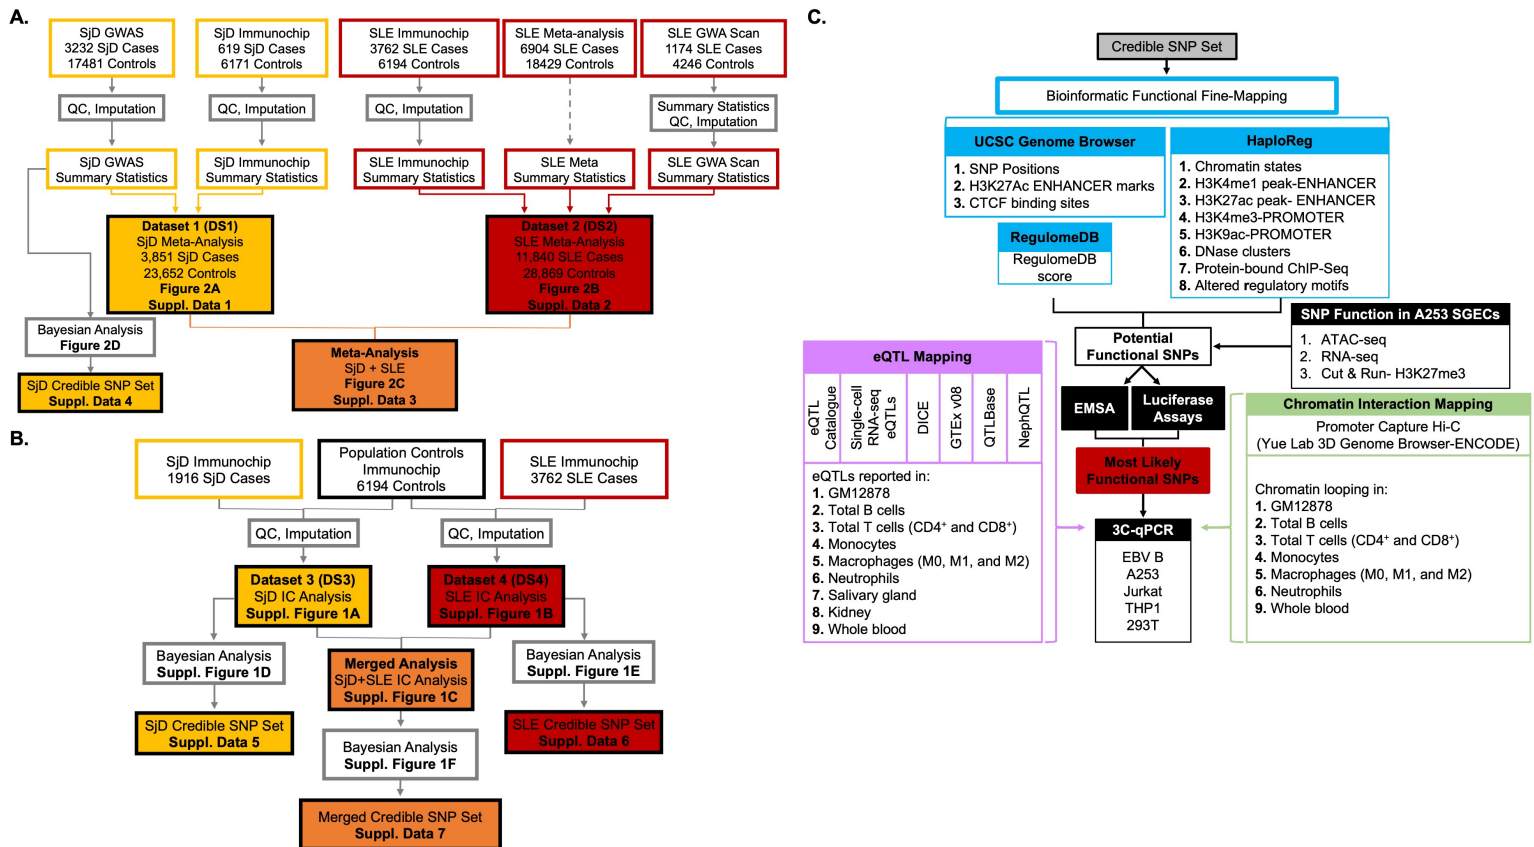 A.
SjD GWAS
3232 SjD Cases
17481 Controls
SjD Immunochip
619 SjD Cases
6171 Controls
SLE Immunochip
3762 SLE Cases
6194 Controls
SLE Meta-analysis
6904 SLE Cases
18429 Controls
SLE GWA Scan
1174 SLE Cases
4246 Controls
QC, Imputation
QC, Imputation
QC, Imputation
Summary Statistics
QC, Imputation
SjD GWAS
Summary Statistics
SjD Immunochip
Summary Statistics
SLE Immunochip
Summary Statistics
SLE Meta
Summary Statistics
SLE GWA Scan
Summary Statistics
Dataset 1 (DS1)
SjD Meta-Analysis
3,851 SjD Cases
23,652 Controls
Figure 2A
Suppl. Data 1
Dataset 2 (DS2)
SLE Meta-Analysis
11,840 SLE Cases
28,869 Controls
Figure 2B
Suppl. Data 2
Bayesian Analysis
Figure 2D
SjD Credible SNP Set
Suppl. Data 4
Meta-Analysis
SjD + SLE
Figure 2C
Suppl. Data 3
B.
SjD Immunochip
1916 SjD Cases
Population Controls
Immunochip
6194 Controls
SLE Immunochip
3762 SLE Cases
QC, Imputation
QC, Imputation
Dataset 3 (DS3)
SjD IC Analysis
Suppl. Figure 1A
Dataset 4 (DS4)
SLE IC Analysis
Suppl. Figure 1B
Bayesian Analysis
Suppl. Figure 1D
Merged Analysis
SjD+SLE IC Analysis
Suppl. Figure 1C
Bayesian Analysis
Suppl. Figure 1E
SjD Credible SNP Set
Suppl. Data 5
SLE Credible SNP Set
Suppl. Data 6
Bayesian Analysis
Suppl. Figure 1F
Merged Credible SNP Set
Suppl. Data 7
C.
Credible SNP Set
Bioinformatic Functional Fine-Mapping
UCSC Genome Browser
1. SNP Positions
2. H3K27Ac ENHANCER marks
3. CTCF binding sites
HaploReg
1. Chromatin states
2. H3K4me1 peak-ENHANCER
3. H3K27ac peak- ENHANCER
4. H3K4me3-PROMOTER
5. H3K9ac-PROMOTER
6. DNase clusters
7. Protein-bound ChIP-Seq
8. Altered regulatory motifs
RegulomeDB
RegulomeDB
score
SNP Function in A253 SGECs
1. ATAC-seq
2. RNA-seq
3. Cut & Run- H3K27me3
Potential
Functional SNPs
EMSA
Luciferase
Assays
Most Likely
Functional SNPs
3C-qPCR
EBV B
A253
Jurkat
THP1
293T
eQTL Mapping
eQTL
Catalogue
Single-cell
RNA-seq
eQTLs
DICE
GTEx v08
QTLBase
NephQTL
eQTLs reported in:
1. GM12878
2. Total B cells
3. Total T cells (CD4⁺ and CD8⁺)
4. Monocytes
5. Macrophages (M0, M1, and M2)
6. Neutrophils
7. Salivary gland
8. Kidney
9. Whole blood
Chromatin Interaction Mapping
Promoter Capture Hi-C
(Yue Lab 3D Genome Browser-ENCODE)
Chromatin looping in:
1. GM12878
2. Total B cells
3. Total T cells (CD4⁺ and CD8⁺)
4. Monocytes
5. Macrophages (M0, M1, and M2)
6. Neutrophils
9. Whole blood